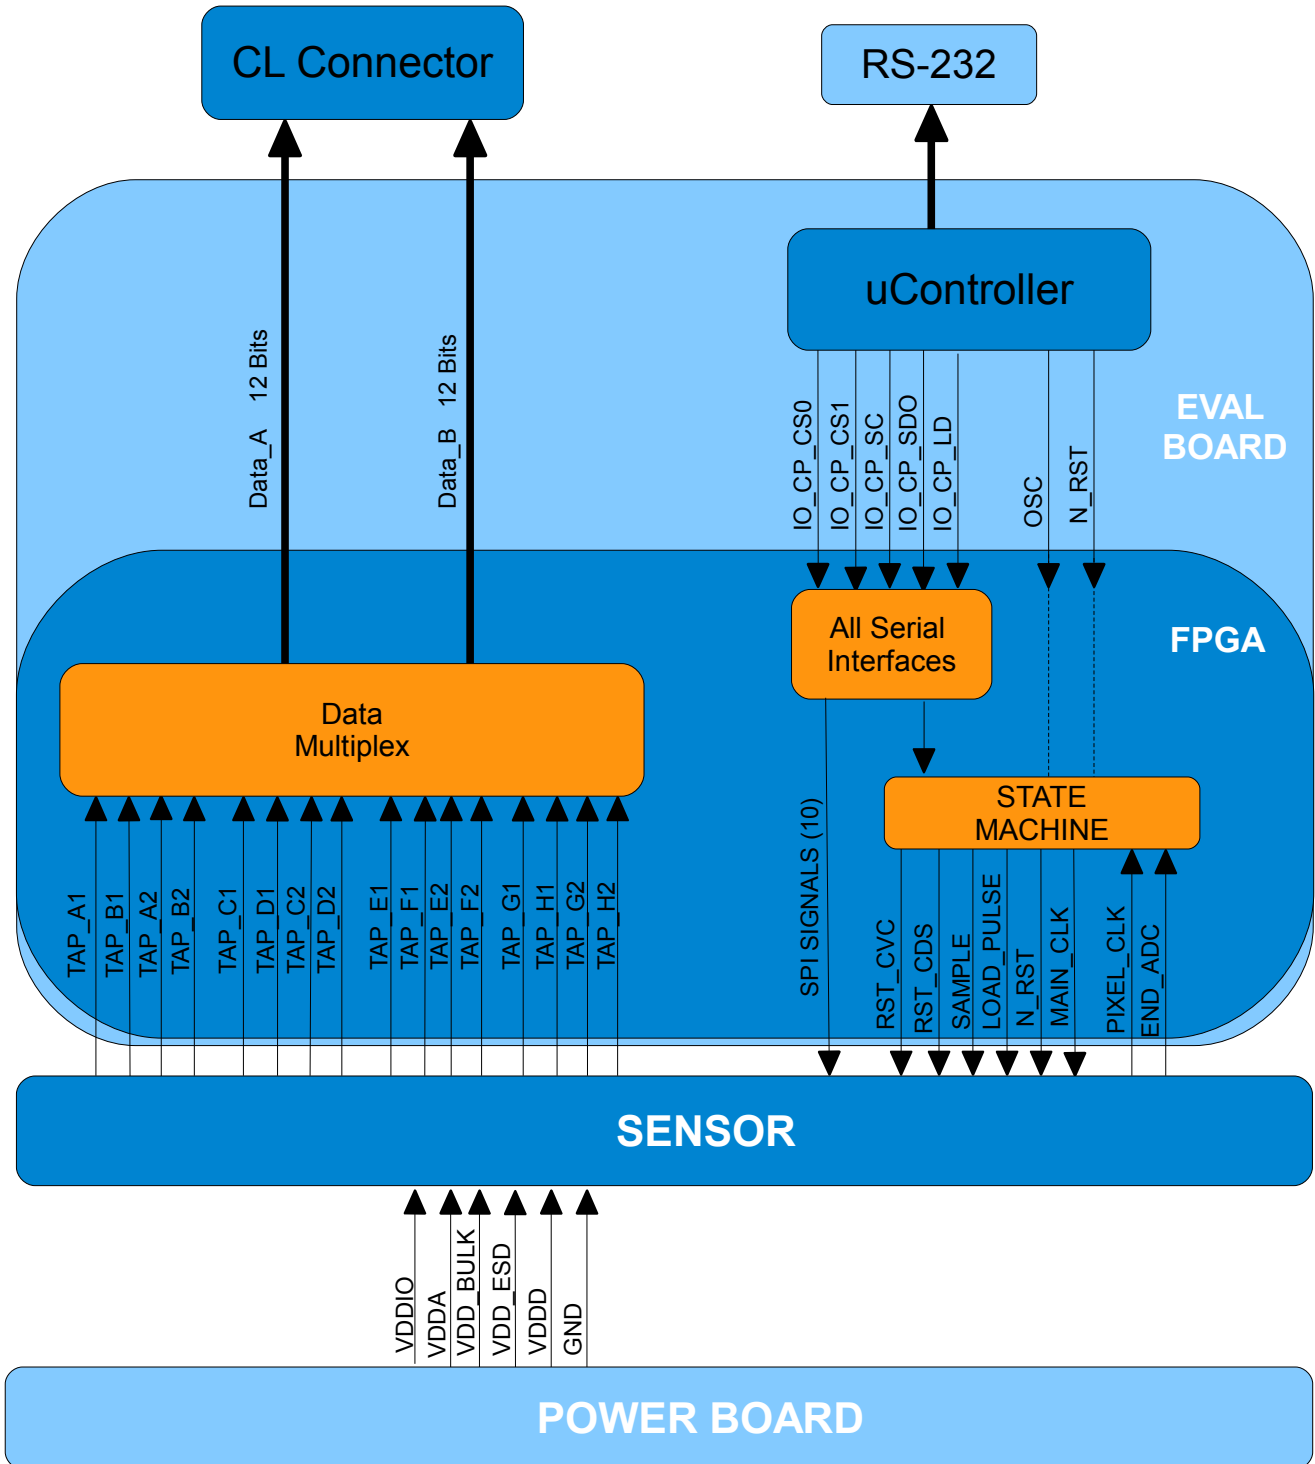 CL Connector
RS-232
uController
Data_A 12 Bits
Data_B 12 Bits
IO_CP_CS0
IO_CP_CS1
IO_CP_SC
IO_CP_SDO
IO_CP_LD
OSC
N_RST
EVAL
BOARD
All Serial
Interfaces
FPGA
Data
Multiplex
STATE
MACHINE
TAP_A1
TAP_B1
TAP_A2
TAP_B2
TAP_C1
TAP_D1
TAP_C2
TAP_D2
TAP_E1
TAP_F1
TAP_E2
TAP_F2
TAP_G1
TAP_H1
TAP_G2
TAP_H2
SPI SIGNALS (10)
RST_CVC
RST_CDS
SAMPLE
LOAD_PULSE
N_RST
MAIN_CLK
PIXEL_CLK
END_ADC
SENSOR
VDDIO
VDDA
VDD_BULK
VDD_ESD
VDDD
GND
POWER BOARD